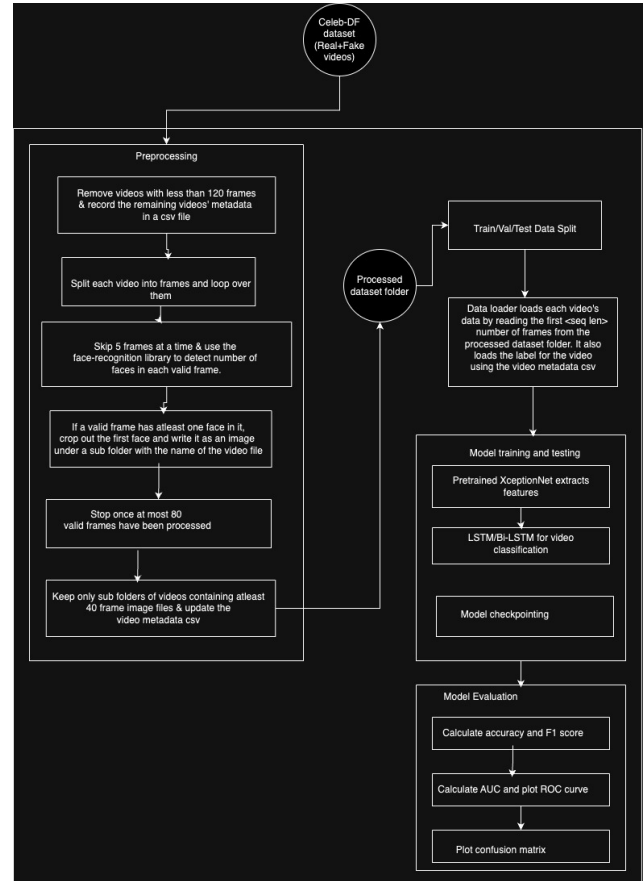 Celeb-DF
dataset
(Real+Fake
videos)
Preprocessing
Remove videos with less than 120 frames
& record the remaining videos' metadata
in a csv file
Split each video into frames and loop over
them
Skip 5 frames at a time & use the
face-recognition library to detect number of
faces in each valid frame.
If a valid frame has atleast one face in it,
crop out the first face and write it as an image
under a sub folder with the name of the video file
Stop once at most 80
valid frames have been processed
Keep only sub folders of videos containing atleast
40 frame image files & update the
video metadata csv
Processed
dataset folder
Train/Val/Test Data Split
Data loader loads each video's
data by reading the first <seq len>
number of frames from the
processed dataset folder. It also
loads the label for the video
using the video metadata csv
Model training and testing
Pretrained XceptionNet extracts
features
LSTM/Bi-LSTM for video
classification
Model checkpointing
Model Evaluation
Calculate accuracy and F1 score
Calculate AUC and plot ROC curve
Plot confusion matrix